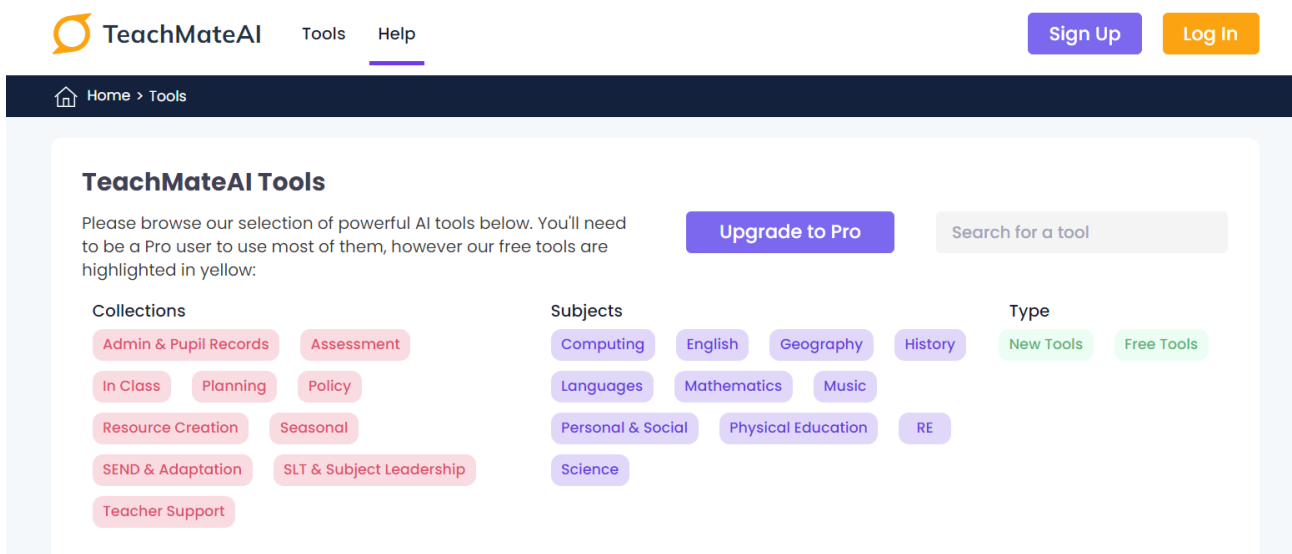 TeachMateAI Tools Help Sign Up Log In
Home > Tools
TeachMateAI Tools
Please browse our selection of powerful AI tools below. You'll need
to be a Pro user to use most of them, however our free tools are
highlighted in yellow:
Upgrade to Pro
Search for a tool
Collections
Admin & Pupil Records Assessment
In Class Planning Policy
Resource Creation Seasonal
SEND & Adaptation SLT & Subject Leadership
Teacher Support
Subjects
Computing English Geography History
Languages Mathematics Music
Personal & Social Physical Education RE
Science
Type
New Tools Free Tools